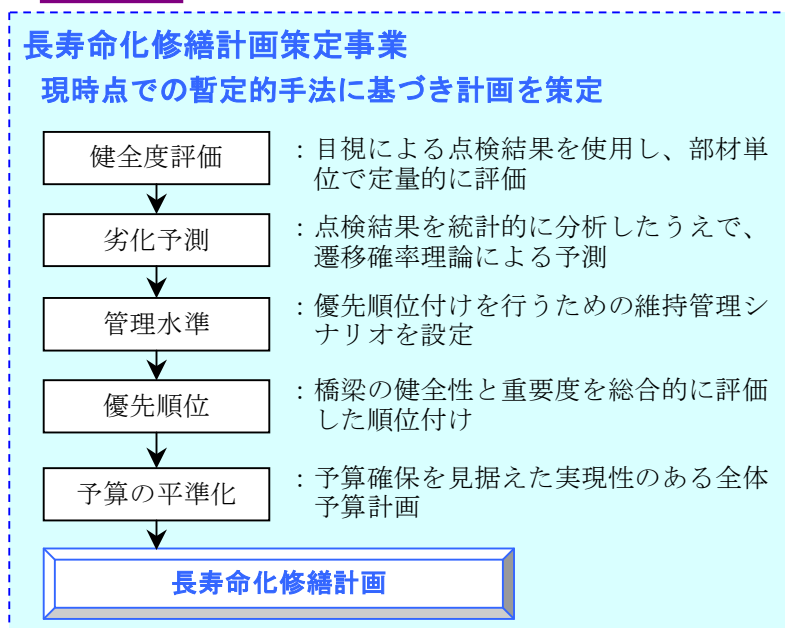 長寿命化修繕計画策定事業
現時点での暫定的手法に基づき計画を策定
健全度評価
：目視による点検結果を使用し、部材単
位で定量的に評価
劣化予測
：点検結果を統計的に分析したうえで、
遷移確率理論による予測
管理水準
：優先順位付けを行うための維持管理シ
ナリオを設定
優先順位
：橋梁の健全性と重要度を総合的に評価
した順位付け
予算の平準化
：予算確保を見据えた実現性のある全体
予算計画
長寿命化修繕計画